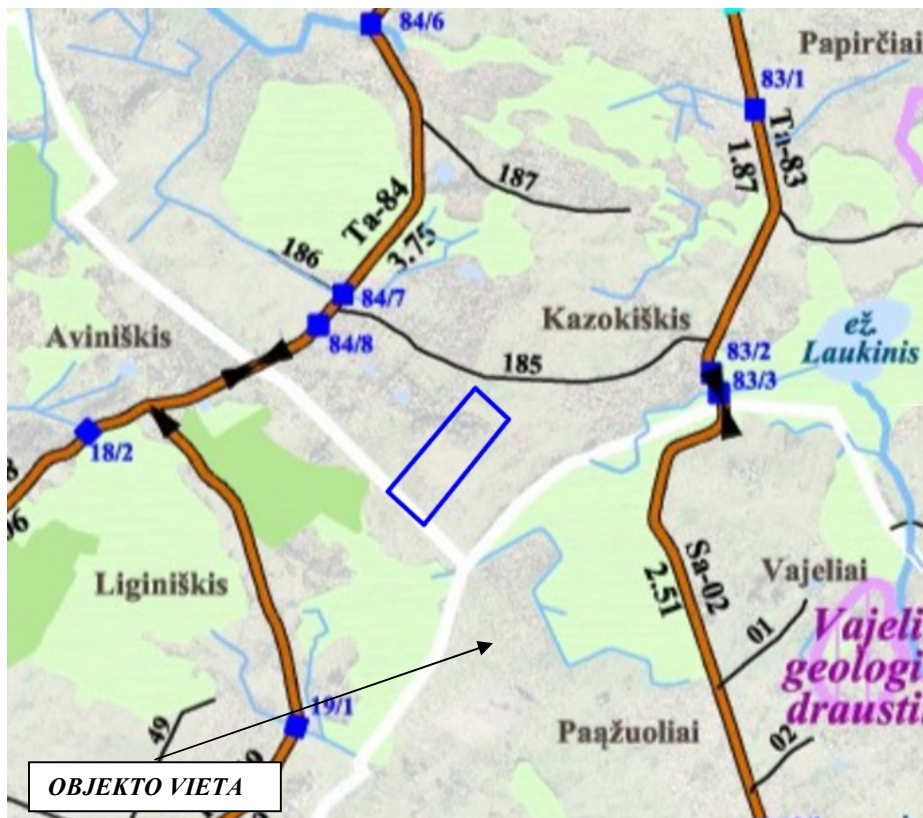 84/6
Papirčiai
83/1
Ta-83
1.87
187
Ta-84
3.75
186
84/7
84/8
Kazokiškis
ež.
Laukinis
Aviniškis
185
83/2
83/3
18/2
06
Liginiškis
Sa-02
2.51
Vajeliai
01
Vajeli
geologi
drausti
19/1
49
Paąžuoliai
02
OBJEKTO VIETA